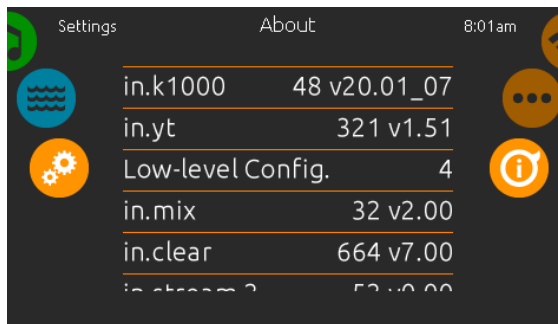 Settings About 8:01am
in.k1000 48 v20.01_07
in.yt 321 v1.51
Low-level Config. 4
in.mix 32 v2.00
in.clear 664 v7.00